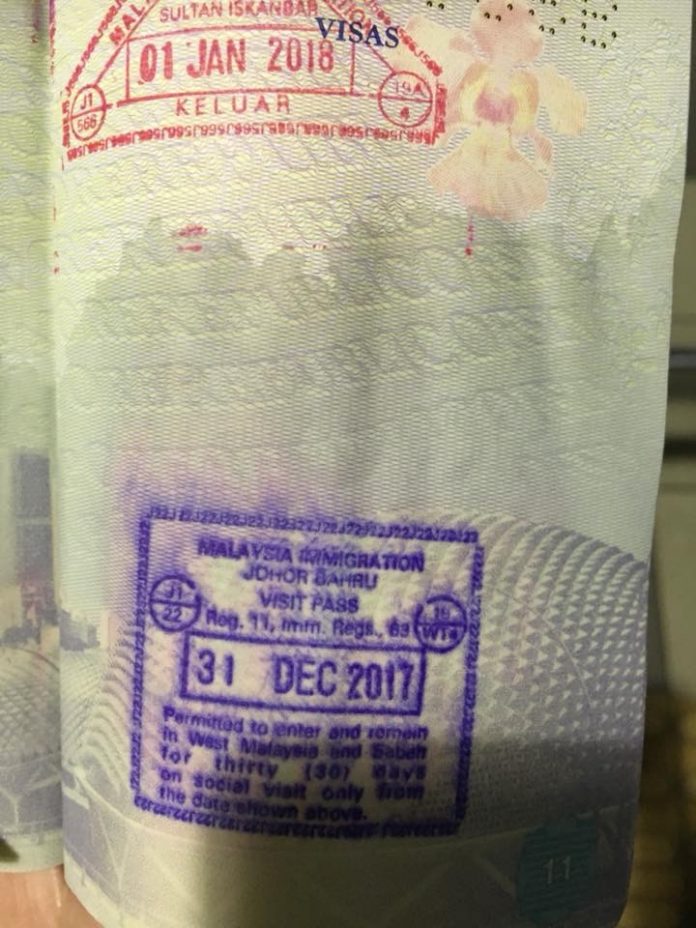 SULTAN ISKANDAR
VISAS
01 JAN 2018
J1
566
19A
4
KELUAR
MALAYSIA IMMIGRATION
JOHOR BAHRU
VISIT PASS
J1
22
Reg. 11, Imm. Regs., 63
31 DEC 2017
Permitted to enter and remain
in West Malaysia and Sabah
for thirty (30) days
on social visit only from
the date shown above.
11